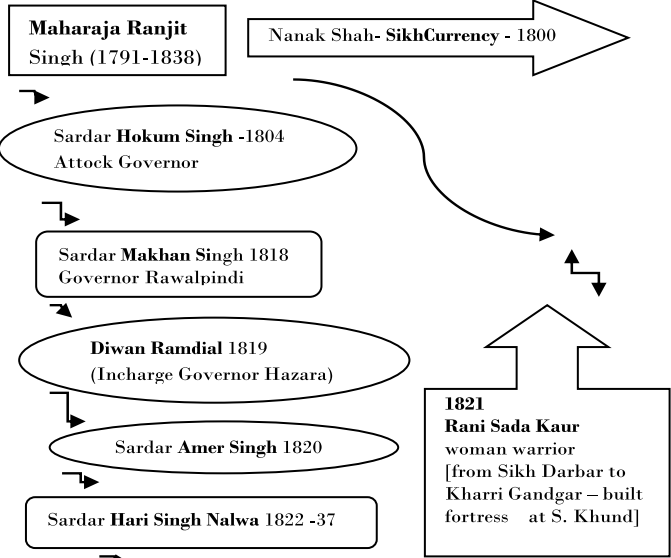 Maharaja Ranjit
Singh (1791-1838)
Nanak Shah- SikhCurrency - 1800
Sardar Hokum Singh -1804
Attock Governor
Sardar Makhan Singh 1818
Governor Rawalpindi
Diwan Ramdial 1819
(Incharge Governor Hazara)
Sardar Amer Singh 1820
Sardar Hari Singh Nalwa 1822 -37
1821
Rani Sada Kaur
woman warrior
[from Sikh Darbar to
Kharri Gandgar – built
fortress at S. Khund]